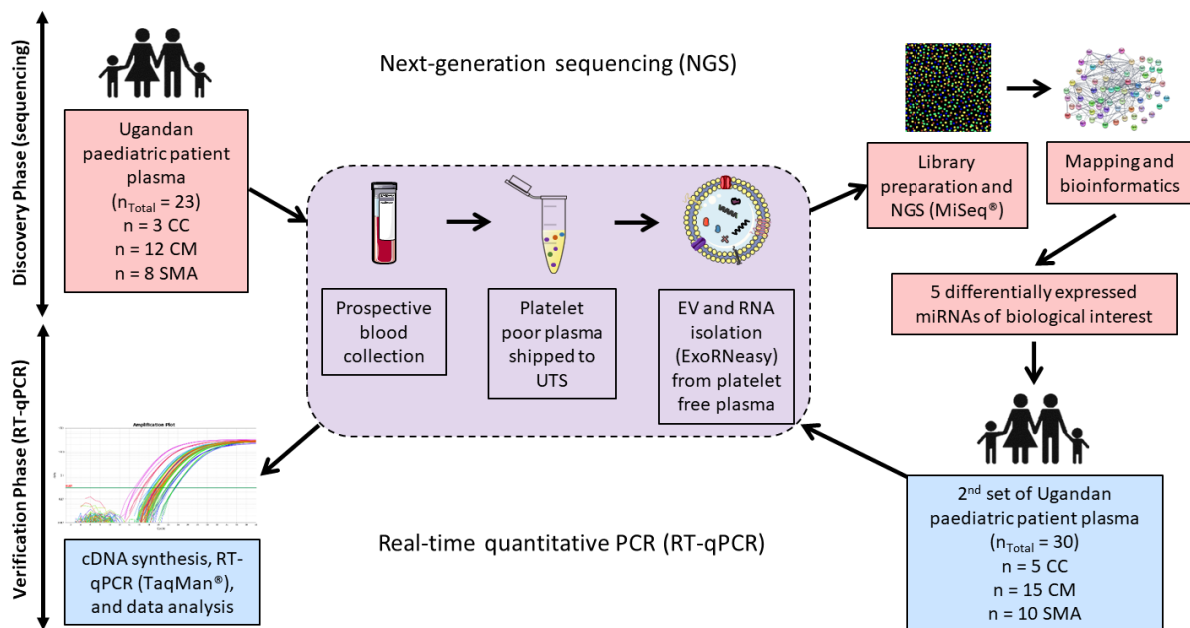 Discovery Phase (sequencing)
Next-generation sequencing (NGS)
Ugandan
paediatric patient
plasma
(nTotal = 23)
n = 3 CC
n = 12 CM
n = 8 SMA
Prospective
blood
collection
Platelet
poor plasma
shipped to
UTS
EV and RNA
isolation
(ExoRNeasy)
from platelet
free plasma
Library
preparation and
NGS (MiSeq®)
Mapping and
bioinformatics
5 differentially expressed
miRNAs of biological interest
Verification Phase (RT-qPCR)
2nd set of Ugandan
paediatric patient plasma
(nTotal = 30)
n = 5 CC
n = 15 CM
n = 10 SMA
Real-time quantitative PCR (RT-qPCR)
Amplification Plot
cDNA synthesis, RT-
qPCR (TaqMan®),
and data analysis